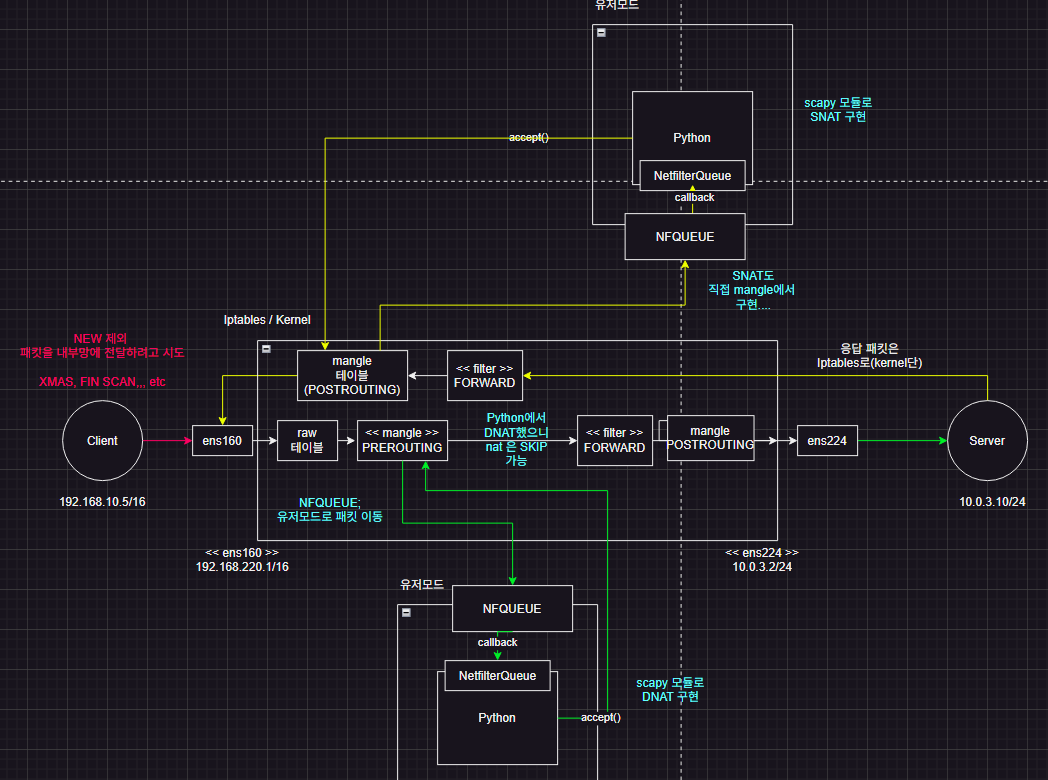 유저모드
scapy 모듈로
SNAT 구현
accept()
Python
NetfilterQueue
callback
NFQUEUE
SNAT도
직접 mangle에서
구현....
Iptables / Kernel
NEW 제외
패킷을 내부망에 전달하려고 시도
XMAS, FIN SCAN,,, etc
mangle
테이블
(POSTROUTING)
<< filter >>
FORWARD
응답 패킷은
Iptables로(kernel단)
Client
ens160
raw
테이블
<< mangle >>
PREROUTING
Python에서
DNAT했으니
nat 은 SKIP
가능
<< filter >>
FORWARD
mangle
POSTROUTING
ens224
Server
192.168.10.5/16
10.0.3.10/24
NFQUEUE;
유저모드로 패킷 이동
<< ens160 >>
192.168.220.1/16
<< ens224 >>
10.0.3.2/24
유저모드
NFQUEUE
callback
NetfilterQueue
Python
accept()
scapy 모듈로
DNAT 구현